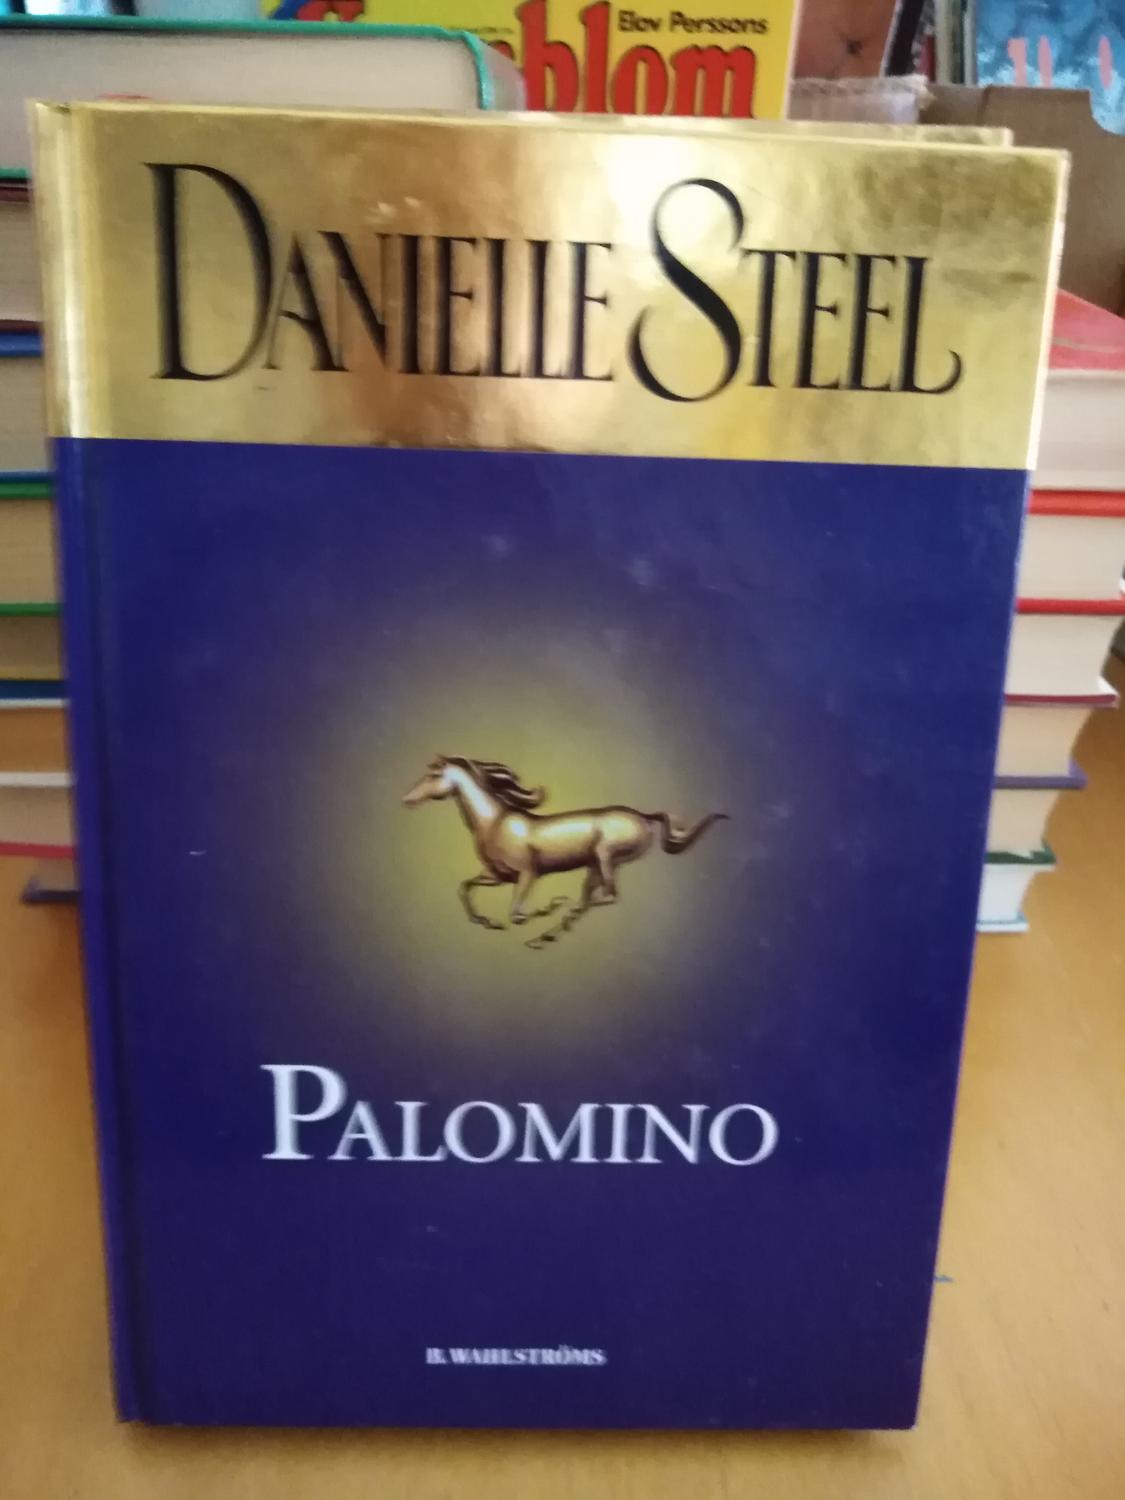 Elov Perssons
blom
DANIELLE STEEL
PALOMINO
B. WAHLSTRÖMS